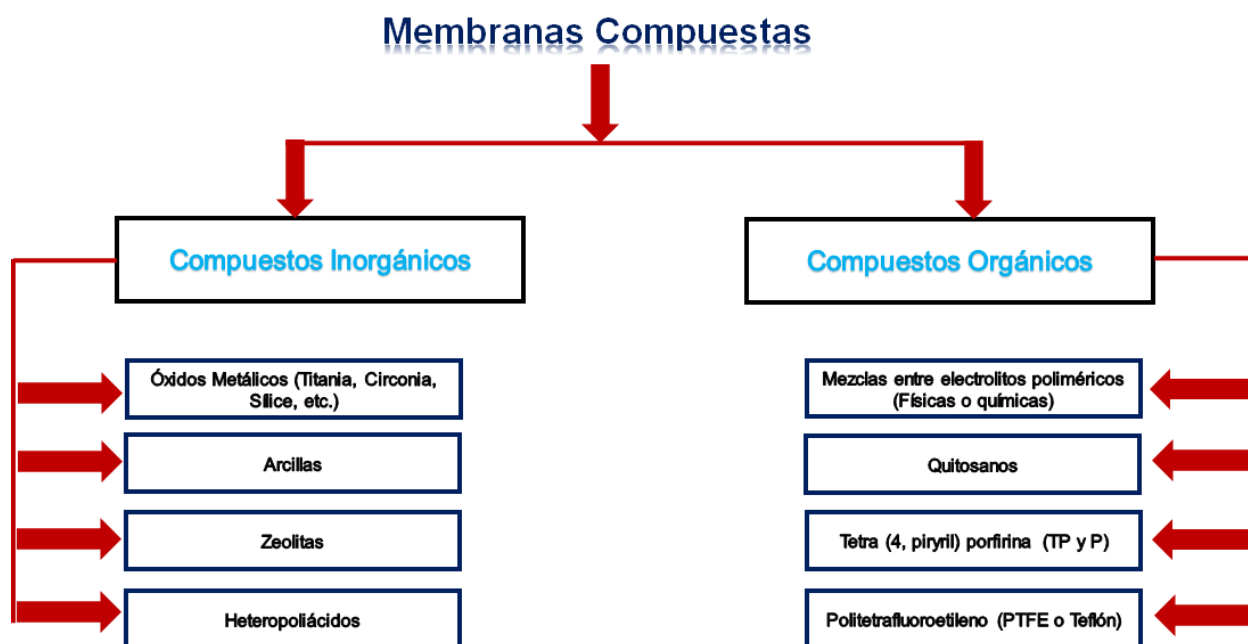 Membranas Compuestas
Compuestos Inorgánicos
Óxidos Metálicos (Titania, Circonia,
Sílice, etc.)
Arcillas
Zeolitas
Heteropoliácidos
Compuestos Orgánicos
Mezclas entre electrolitos poliméricos
(Físicas o químicas)
Quitosanos
Tetra (4, piryril) porfirina (TP y P)
Politetrafluoroetileno (PTFE o Teflón)